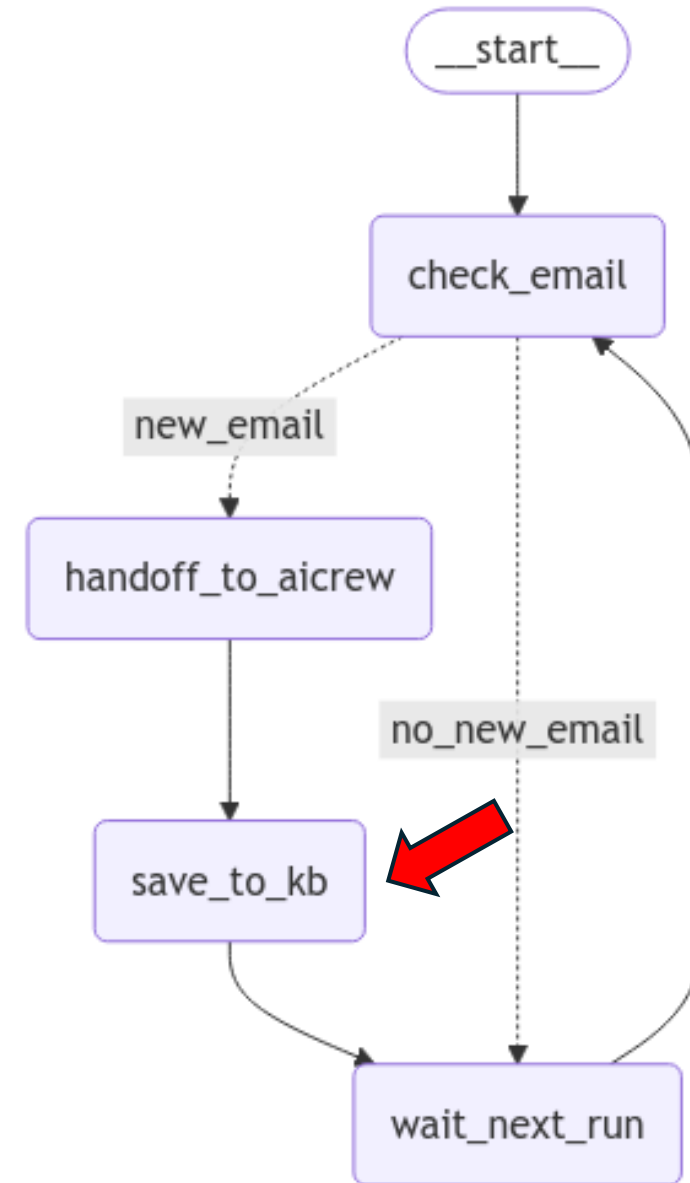 __start__
check_email
new_email
handoff_to_aicrew
no_new_email
save_to_kb
wait_next_run